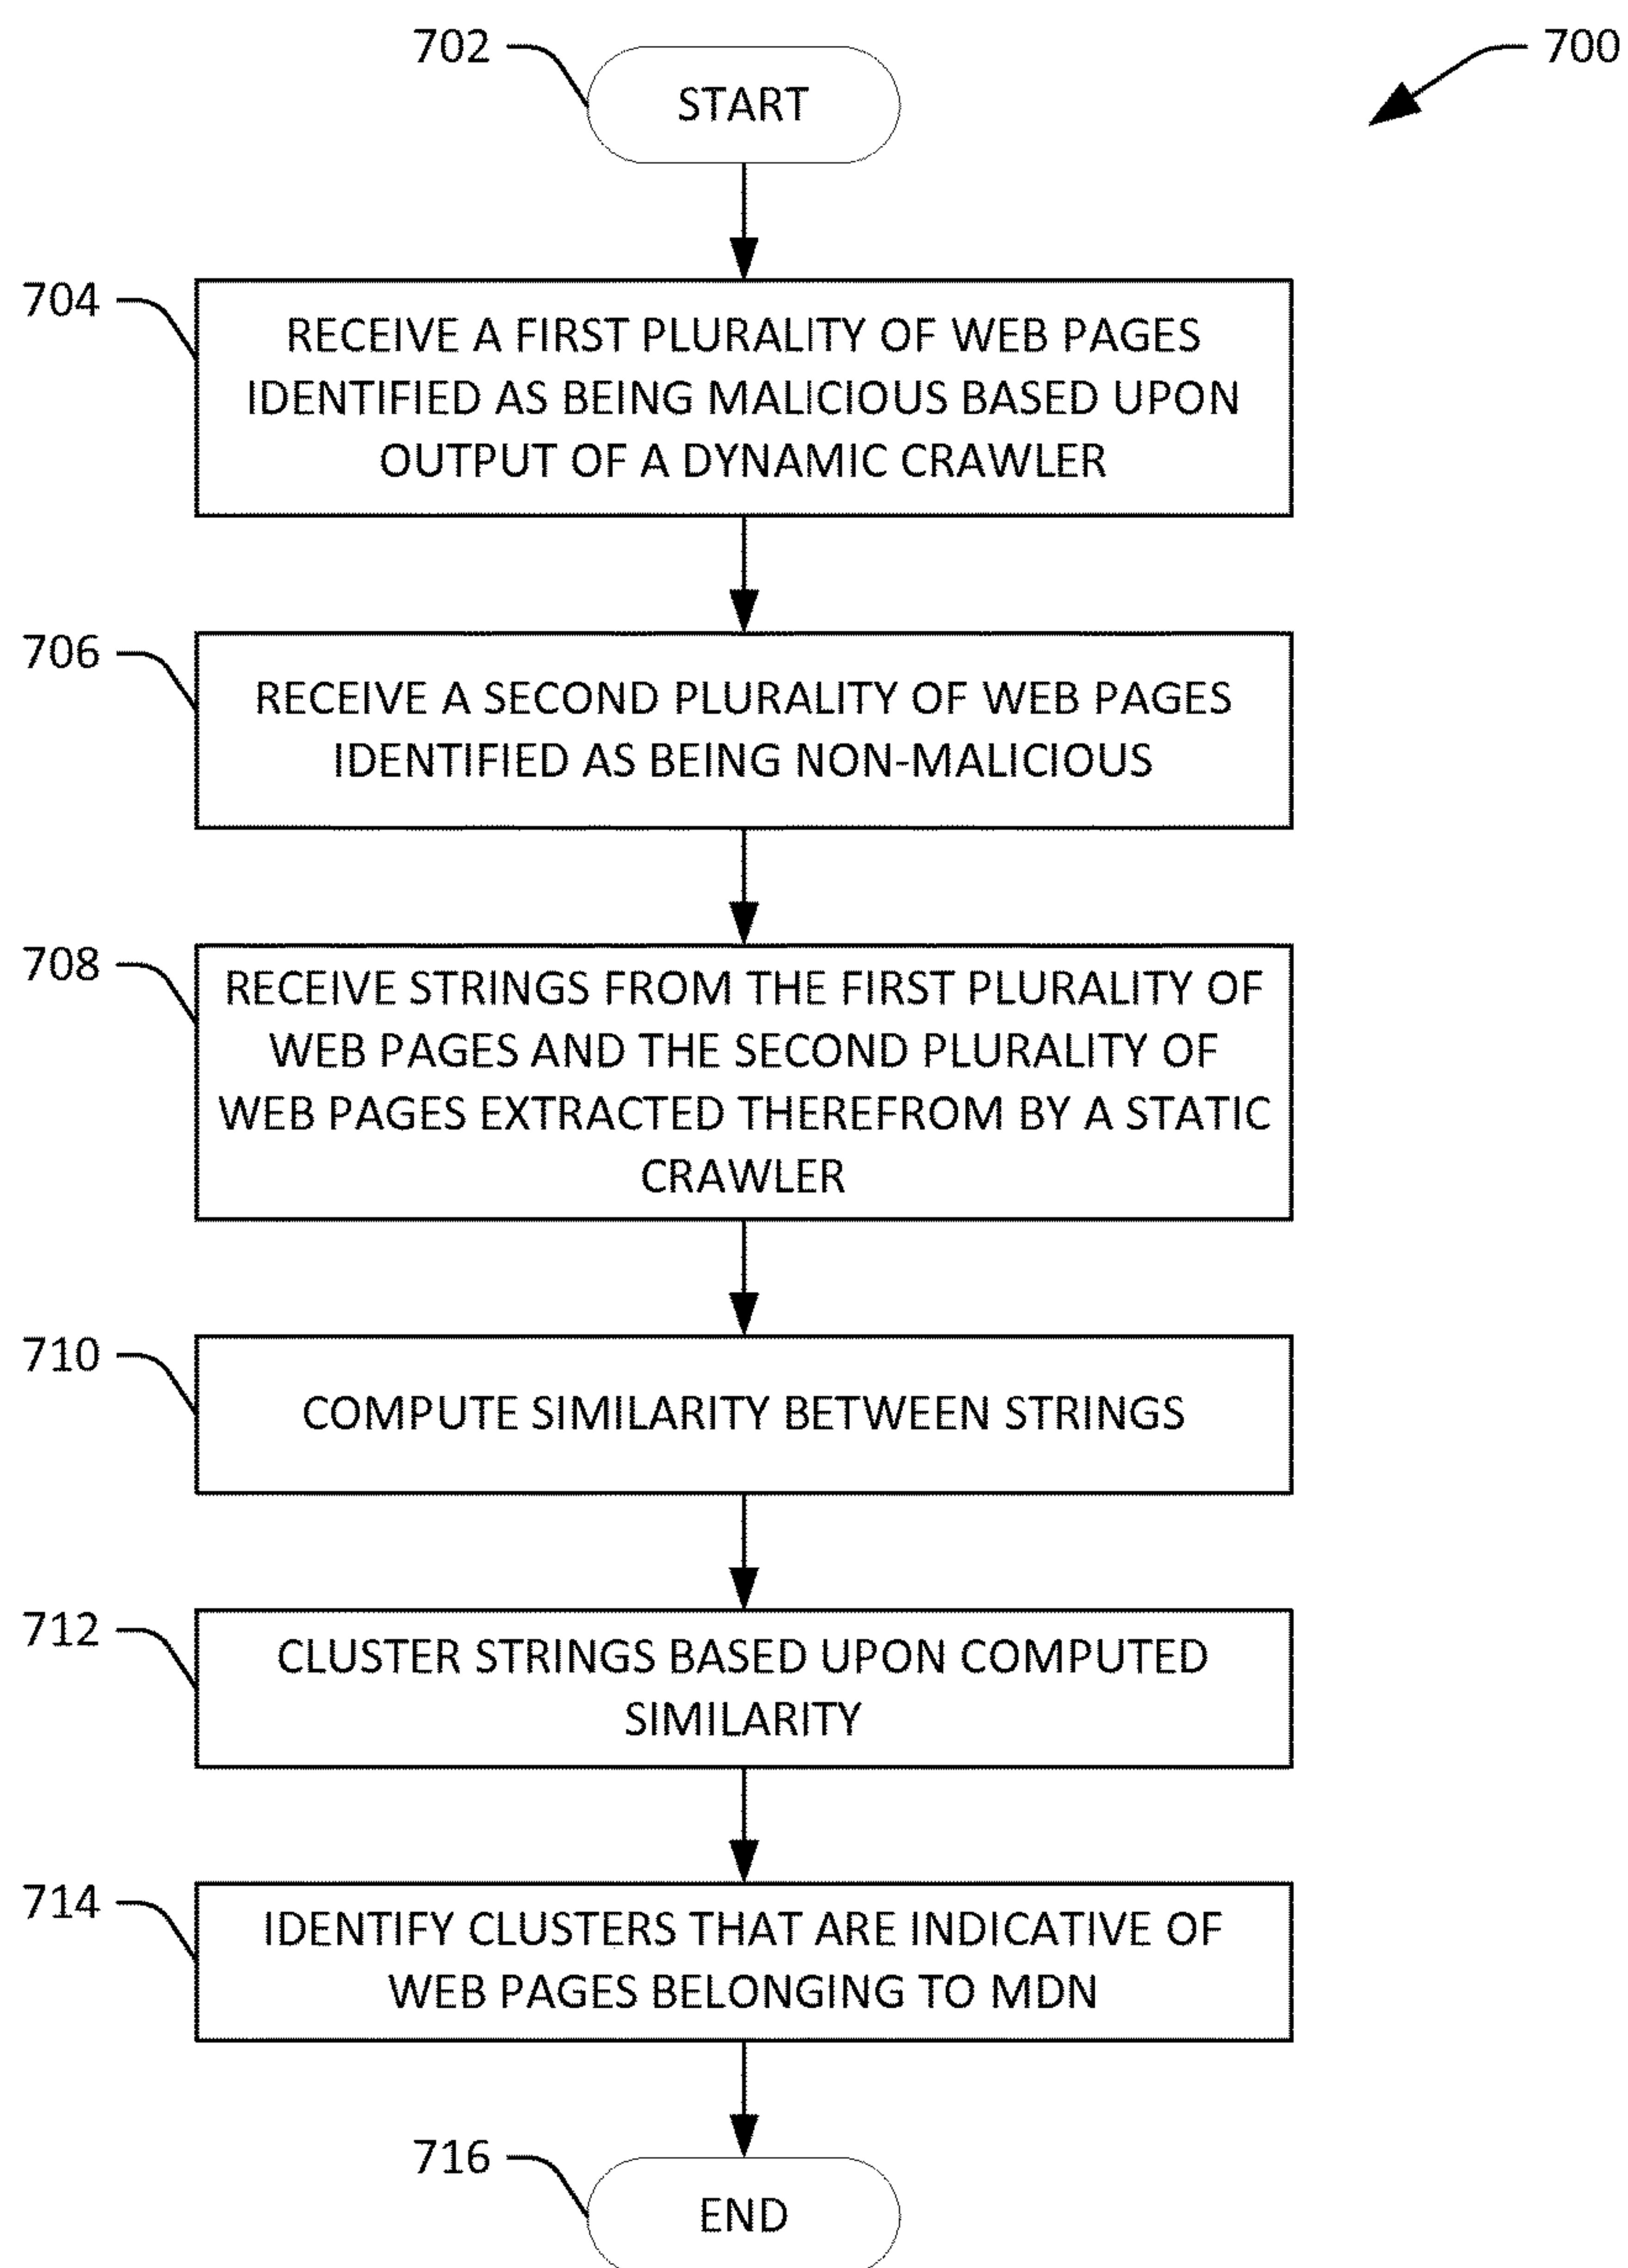 702
START
700
704
RECEIVE A FIRST PLURALITY OF WEB PAGES
IDENTIFIED AS BEING MALICIOUS BASED UPON
OUTPUT OF A DYNAMIC CRAWLER
706
RECEIVE A SECOND PLURALITY OF WEB PAGES
IDENTIFIED AS BEING NON-MALICIOUS
708
RECEIVE STRINGS FROM THE FIRST PLURALITY OF
WEB PAGES AND THE SECOND PLURALITY OF
WEB PAGES EXTRACTED THEREFROM BY A STATIC
CRAWLER
710
COMPUTE SIMILARITY BETWEEN STRINGS
712
CLUSTER STRINGS BASED UPON COMPUTED
SIMILARITY
714
IDENTIFY CLUSTERS THAT ARE INDICATIVE OF
WEB PAGES BELONGING TO MDN
716
END